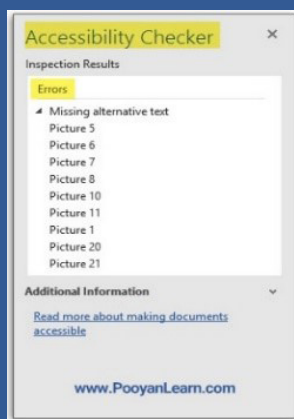 Accessibility Checker
Inspection Results
Errors
Missing alternative text
Picture 5
Picture 6
Picture 7
Picture 8
Picture 10
Picture 11
Picture 1
Picture 20
Picture 21
Additional Information
Read more about making documents
accessible
www.PooyanLearn.com